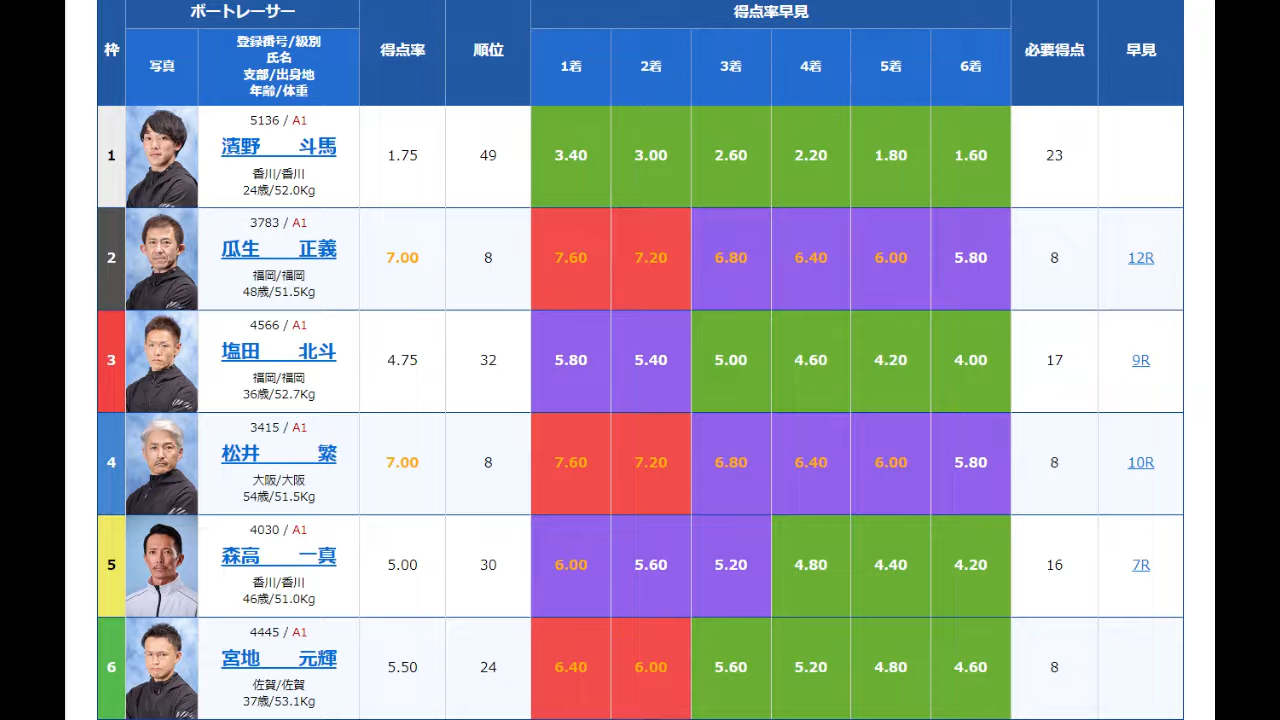 ボートレーサー
得点率早見
枠
写真
登録番号/級別
氏名
支部/出身地
年齢/体重
得点率
順位
1着
2着
3着
4着
5着
6着
必要得点
早見
1
5136 / A1
濱野 斗馬
香川/香川
24歳/52.0Kg
1.75
49
3.40
3.00
2.60
2.20
1.80
1.60
23
2
3783 / A1
瓜生 正義
福岡/福岡
48歳/51.5Kg
7.00
8
7.60
7.20
6.80
6.40
6.00
5.80
8
12R
3
4566 / A1
塩田 北斗
福岡/福岡
36歳/52.7Kg
4.75
32
5.80
5.40
5.00
4.60
4.20
4.00
17
9R
4
3415 / A1
松井 繁
大阪/大阪
54歳/51.5Kg
7.00
8
7.60
7.20
6.80
6.40
6.00
5.80
8
10R
5
4030 / A1
森高 一真
香川/香川
46歳/51.0Kg
5.00
30
6.00
5.60
5.20
4.80
4.40
4.20
16
7R
6
4445 / A1
宮地 元輝
佐賀/佐賀
37歳/53.1Kg
5.50
24
6.40
6.00
5.60
5.20
4.80
4.60
8